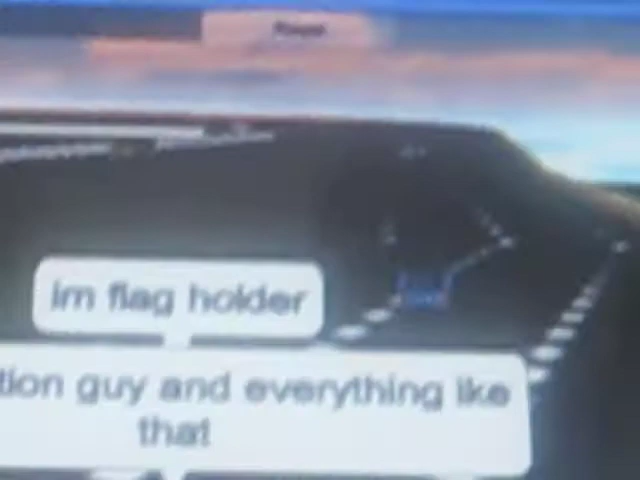 im flag holder
tion guy and everything like
that